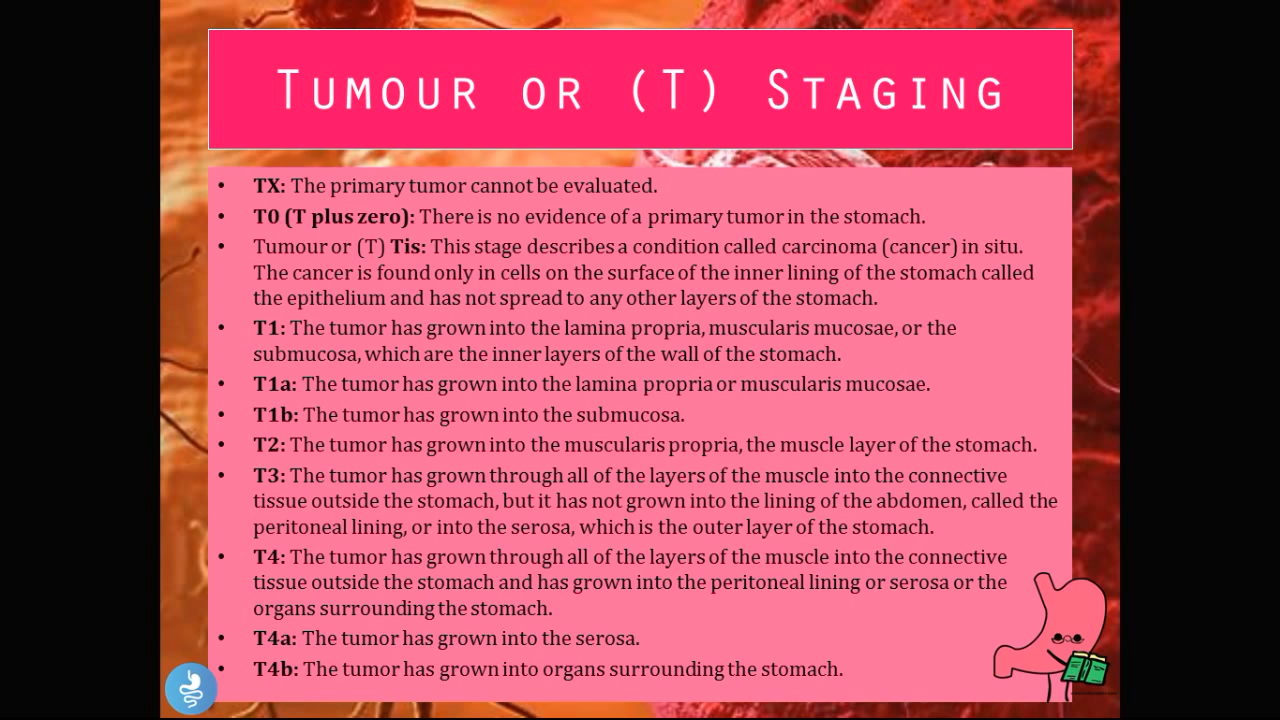 TUMOUR OR (T) STAGING
• TX: The primary tumor cannot be evaluated.
• T0 (T plus zero): There is no evidence of a primary tumor in the stomach.
• Tumour or (T) Tis: This stage describes a condition called carcinoma (cancer) in situ.
The cancer is found only in cells on the surface of the inner lining of the stomach called
the epithelium and has not spread to any other layers of the stomach.
• T1: The tumor has grown into the lamina propria, muscularis mucosae, or the
submucosa, which are the inner layers of the wall of the stomach.
• T1a: The tumor has grown into the lamina propria or muscularis mucosae.
• T1b: The tumor has grown into the submucosa.
• T2: The tumor has grown into the muscularis propria, the muscle layer of the stomach.
• T3: The tumor has grown through all of the layers of the muscle into the connective
tissue outside the stomach, but it has not grown into the lining of the abdomen, called the
peritoneal lining, or into the serosa, which is the outer layer of the stomach.
• T4: The tumor has grown through all of the layers of the muscle into the connective
tissue outside the stomach and has grown into the peritoneal lining or serosa or the
organs surrounding the stomach.
• T4a: The tumor has grown into the serosa.
• T4b: The tumor has grown into organs surrounding the stomach.